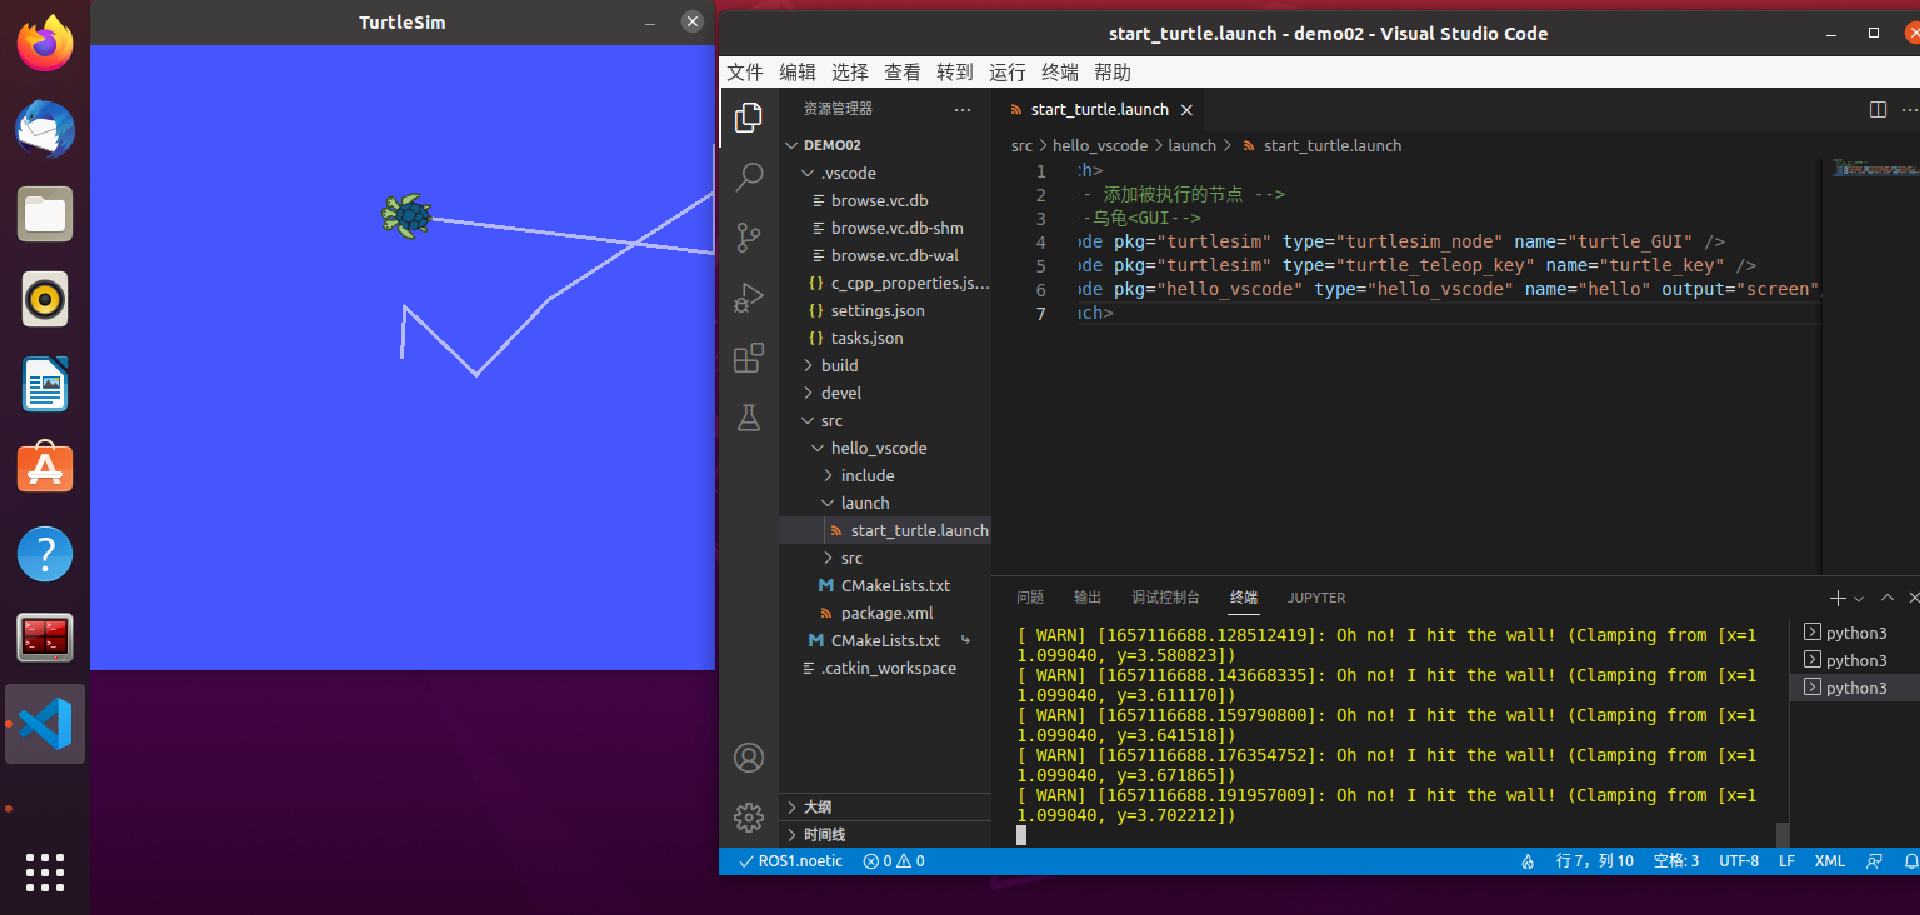 TurtleSim
start_turtle.launch - demo02 - Visual Studio Code
文件 编辑 选择 查看 转到 运行 终端 帮助
资源管理器
DEMO02
.vscode
browse.vc.db
browse.vc.db-shm
browse.vc.db-wal
{} c_cpp_properties.js...
{} settings.json
{} tasks.json
build
devel
src
hello_vscode
include
launch
start_turtle.launch
src
M CMakeLists.txt
package.xml
M CMakeLists.txt
.catkin_workspace
大纲
时间线
start_turtle.launch
src > hello_vscode > launch > start_turtle.launch
1 ch>
2 - 添加被执行的节点 -->
3 -乌龟<GUI-->
4 ode pkg="turtlesim" type="turtlesim_node" name="turtle_GUI" />
5 ode pkg="turtlesim" type="turtle_teleop_key" name="turtle_key" />
6 ode pkg="hello_vscode" type="hello_vscode" name="hello" output="screen"
7 nch>
问题 输出 调试控制台 终端 JUPYTER
[ WARN] [1657116688.128512419]: Oh no! I hit the wall! (Clamping from [x=1
1.099040, y=3.580823])
[ WARN] [1657116688.143668335]: Oh no! I hit the wall! (Clamping from [x=1
1.099040, y=3.611170])
[ WARN] [1657116688.159790800]: Oh no! I hit the wall! (Clamping from [x=1
1.099040, y=3.641518])
[ WARN] [1657116688.176354752]: Oh no! I hit the wall! (Clamping from [x=1
1.099040, y=3.671865])
[ WARN] [1657116688.191957009]: Oh no! I hit the wall! (Clamping from [x=1
1.099040, y=3.702212])
python3
python3
python3
ROS1.noetic 0 0 行 7，列 10 空格: 3 UTF-8 LF XML